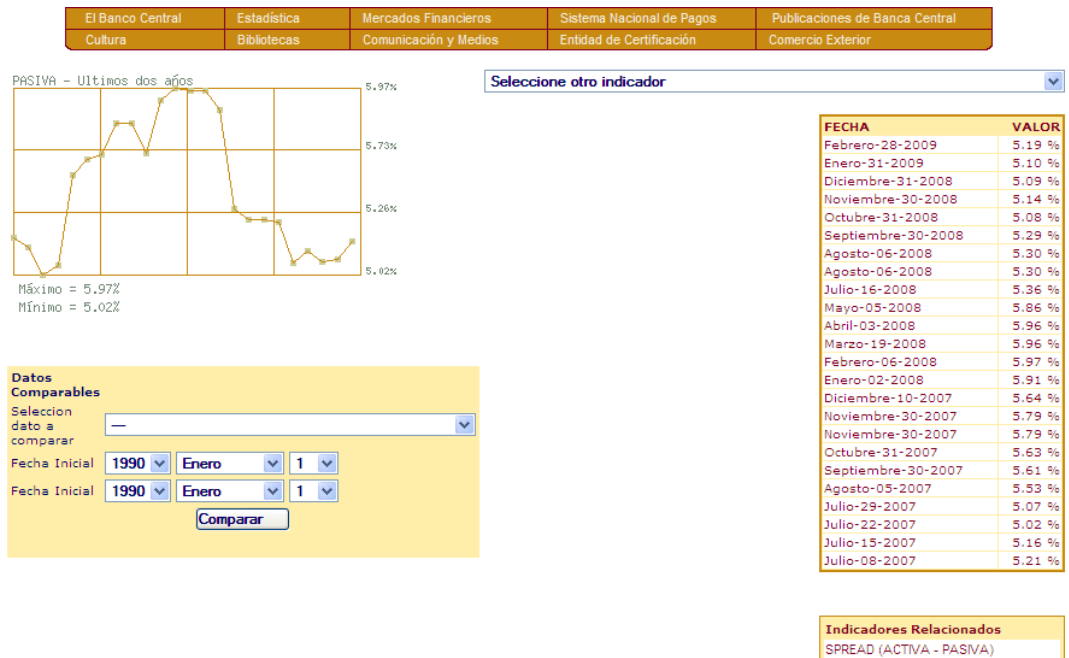 El Banco Central Estadística Mercados Financieros Sistema Nacional de Pagos Publicaciones de Banca Central
Cultura Bibliotecas Comunicación y Medios Entidad de Certificación Comercio Exterior
PASIVA - Ultimos dos años
5.97%
5.73%
5.26%
5.02%
Máximo = 5.97%
Mínimo = 5.02%
Seleccione otro indicador
FECHA VALOR
Febrero-28-2009 5.19 %
Enero-31-2009 5.10 %
Diciembre-31-2008 5.09 %
Noviembre-30-2008 5.14 %
Octubre-31-2008 5.08 %
Septiembre-30-2008 5.29 %
Agosto-06-2008 5.30 %
Agosto-06-2008 5.30 %
Julio-16-2008 5.36 %
Mayo-05-2008 5.86 %
Abril-03-2008 5.96 %
Marzo-19-2008 5.96 %
Febrero-06-2008 5.97 %
Enero-02-2008 5.91 %
Diciembre-10-2007 5.64 %
Noviembre-30-2007 5.79 %
Noviembre-30-2007 5.79 %
Octubre-31-2007 5.63 %
Septiembre-30-2007 5.61 %
Agosto-05-2007 5.53 %
Julio-29-2007 5.07 %
Julio-22-2007 5.02 %
Julio-15-2007 5.16 %
Julio-08-2007 5.21 %
Datos
Comparables
Seleccion
dato a
comparar
—
Fecha Inicial 1990 Enero 1
Fecha Inicial 1990 Enero 1
Comparar
Indicadores Relacionados
SPREAD (ACTIVA - PASIVA)